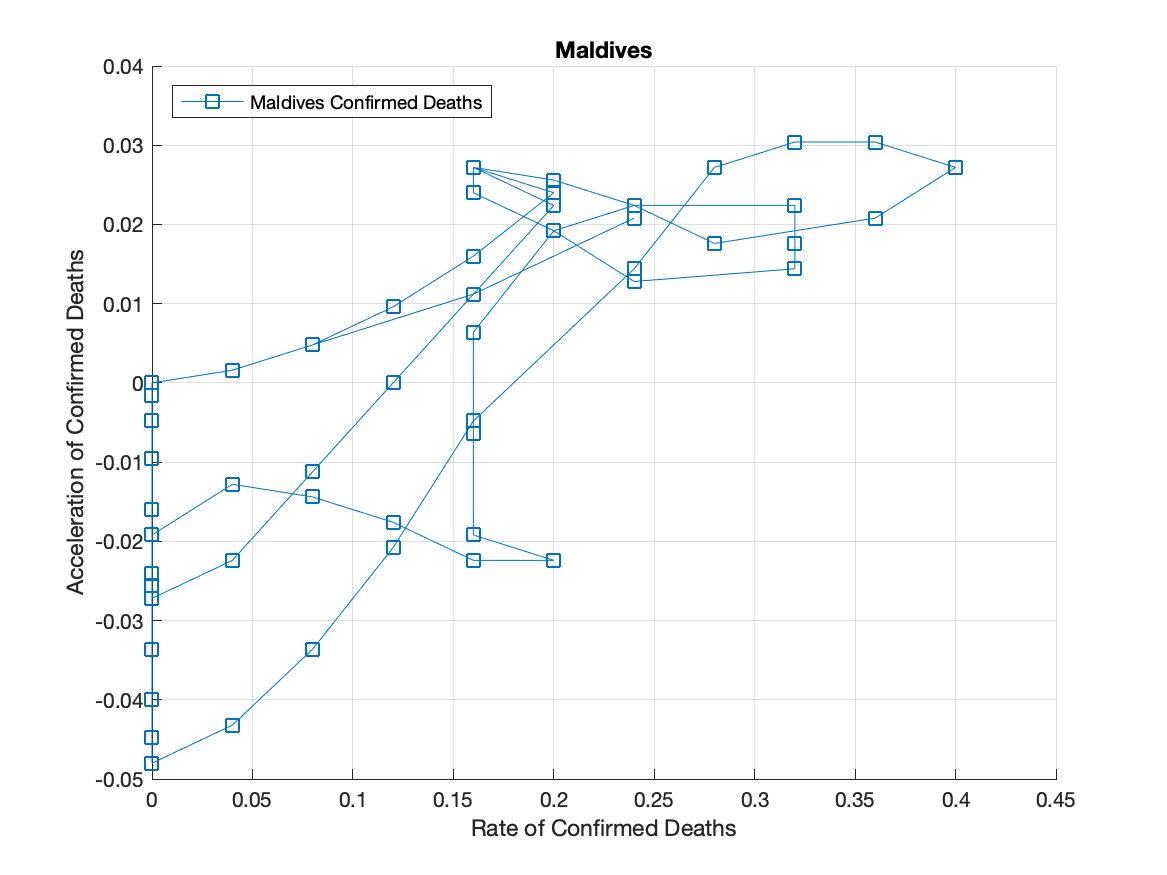 Maldives
Maldives Confirmed Deaths
0.04
0.03
0.02
0.01
0
-0.01
-0.02
-0.03
-0.04
-0.05
Acceleration of Confirmed Deaths
0 0.05 0.1 0.15 0.2 0.25 0.3 0.35 0.4 0.45
Rate of Confirmed Deaths